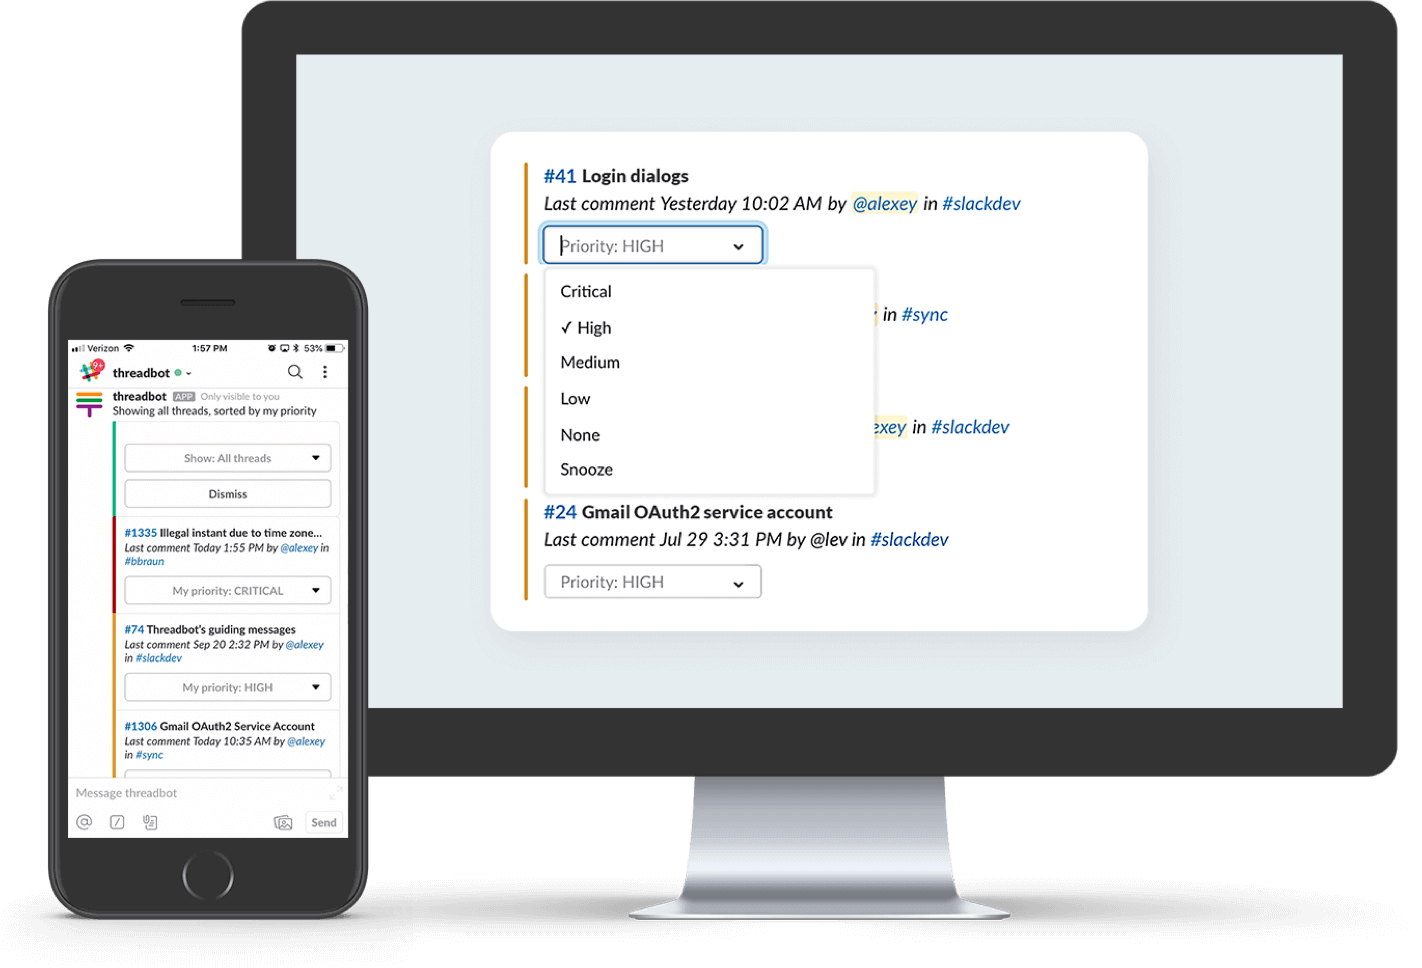 #41 Login dialogs
Last comment Yesterday 10:02 AM by @alexey in #slackdev
Priority: HIGH
Critical
✓ High
Medium
Low
None
Snooze
in #sync
exey in #slackdev
#24 Gmail OAuth2 service account
Last comment Jul 29 3:31 PM by @lev in #slackdev
Priority: HIGH
Verizon 1:57 PM 53%
9+
threadbot
threadbot APP Only visible to you
Showing all threads, sorted by my priority
Show: All threads
Dismiss
#1335 Illegal instant due to time zone...
Last comment Today 1:55 PM by @alexey in
#bbraun
My priority: CRITICAL
#74 Threadbot's guiding messages
Last comment Sep 20 2:32 PM by @alexey
in #slackdev
My priority: HIGH
#1306 Gmail OAuth2 Service Account
Last comment Today 10:35 AM by @alexey
in #sync
Message threadbot
@ Send